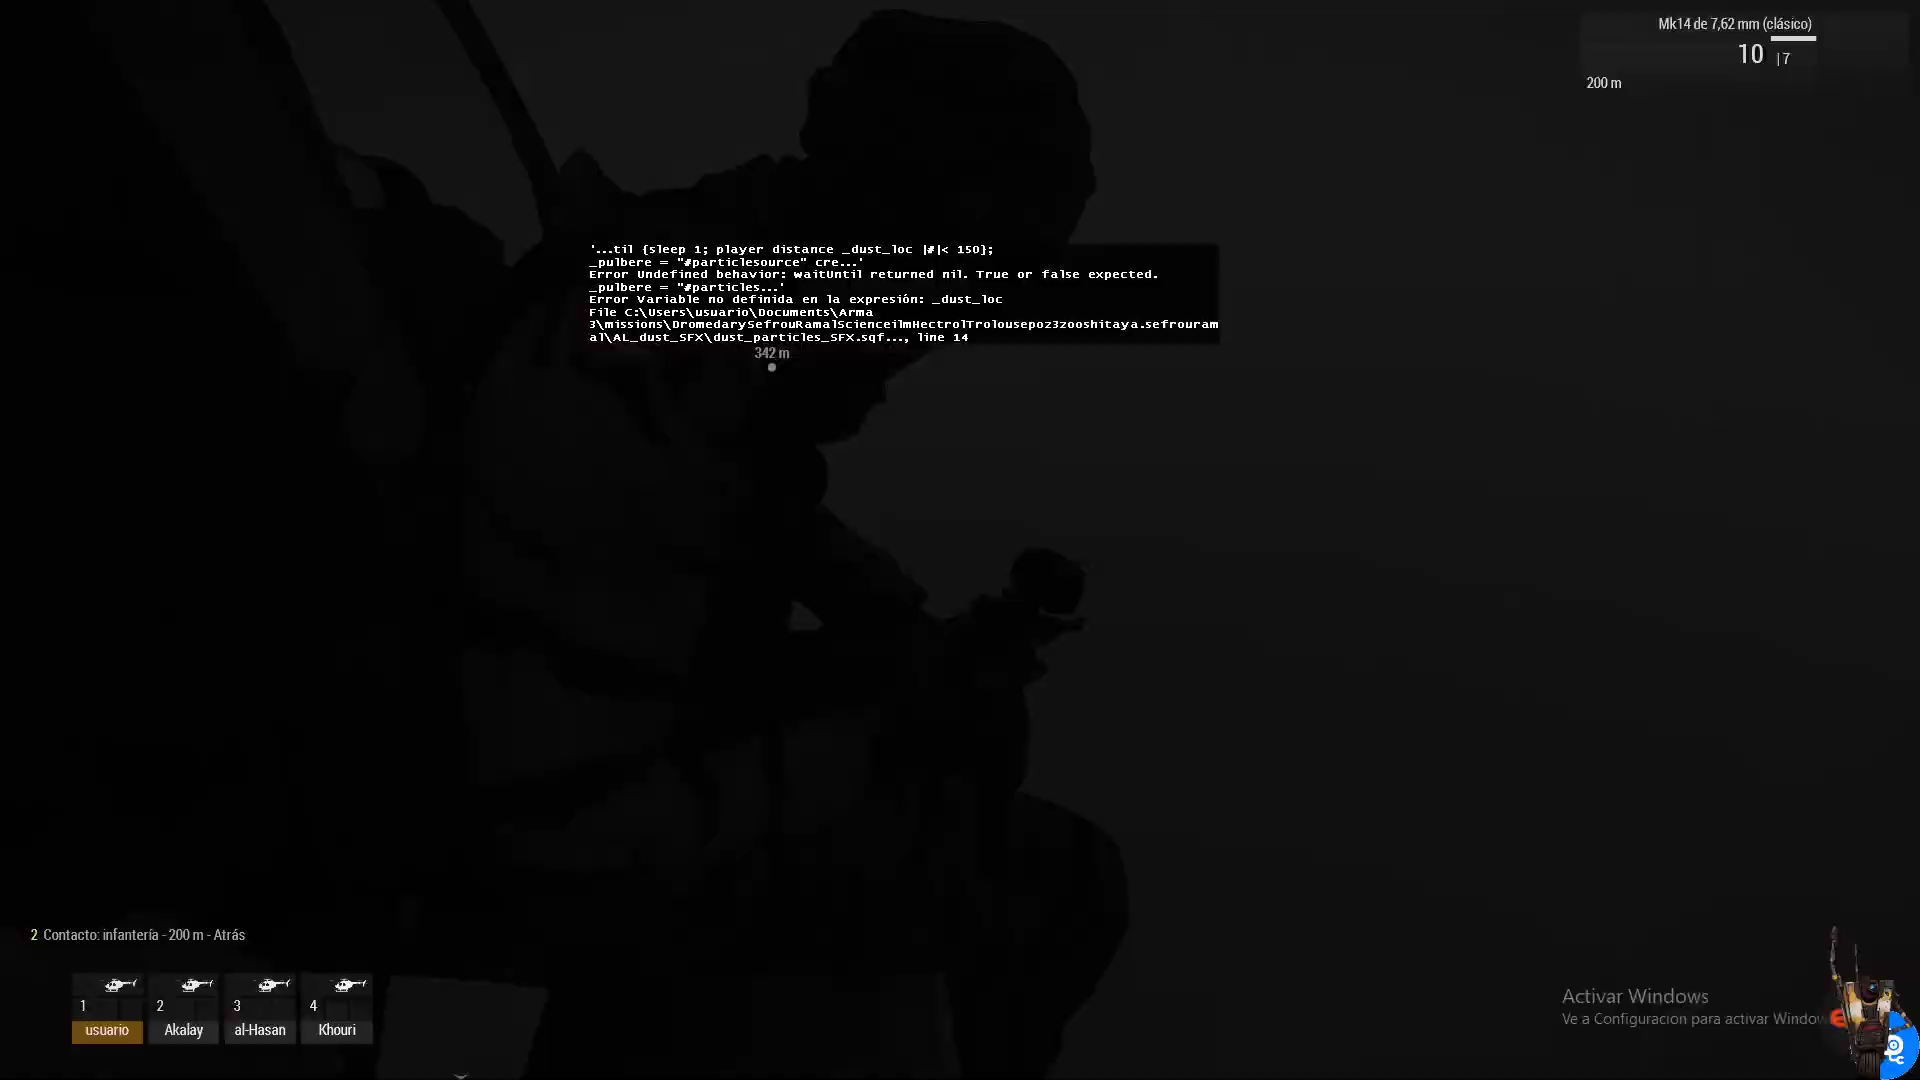 Mk14 de 7,62 mm (clásico)
10 | 7
200 m
'...til {sleep 1; player distance _dust_loc |#|< 150};
_pulbere = "#particlesource" cre...'
Error Undefined behavior: waitUntil returned nil. True or false expected.
_pulbere = "#particles...'
Error Variable no definida en la expresión: _dust_loc
File C:\Users\usuario\Documents\Arma
3\missions\DromedarySefrouRamalScienceilmHectrolTrolousepoz3zooshitaya.sefrouram
al\AL_dust_SFX\dust_particles_SFX.sqf..., line 14
342 m
2 Contacto: infantería - 200 m - Atrás
1 2 3 4
usuario Akalay al-Hasan Khouri
Activar Windows
Ve a Configuración para activar Window